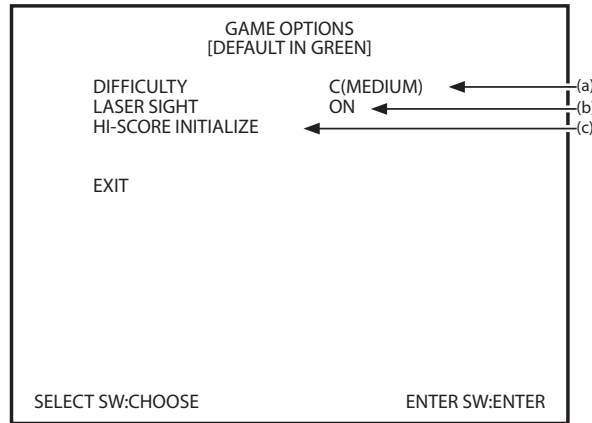 GAME OPTIONS
[DEFAULT IN GREEN]
DIFFICULTY C(MEDIUM) (a)
LASER SIGHT ON (b)
HI-SCORE INITIALIZE (c)
EXIT
SELECT SW:CHOOSE ENTER SW:ENTER